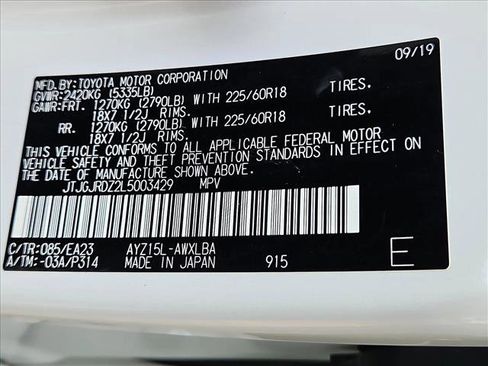 09/19
MFD.BY:TOYOTA MOTOR CORPORATION
GVWR:2420KG (5335LB)
GAWR:FRT. 1270KG (2790LB) WITH 225/60R18 TIRES.
18X7 1/2J RIMS.
RR. 1270KG (2790LB) WITH 225/60R18 TIRES.
18X7 1/2J RIMS.
THIS VEHICLE CONFORMS TO ALL APPLICABLE FEDERAL MOTOR
VEHICLE SAFETY AND THEFT PREVENTION STANDARDS IN EFFECT
ON THE DATE OF MANUFACTURE SHOWN ABOVE.
JTJGJRDZ2L5003429 MPV
C/TR:085/EA23 AYZ15L-AWXLBA
A/TM:-03A/P314 MADE IN JAPAN 915 E